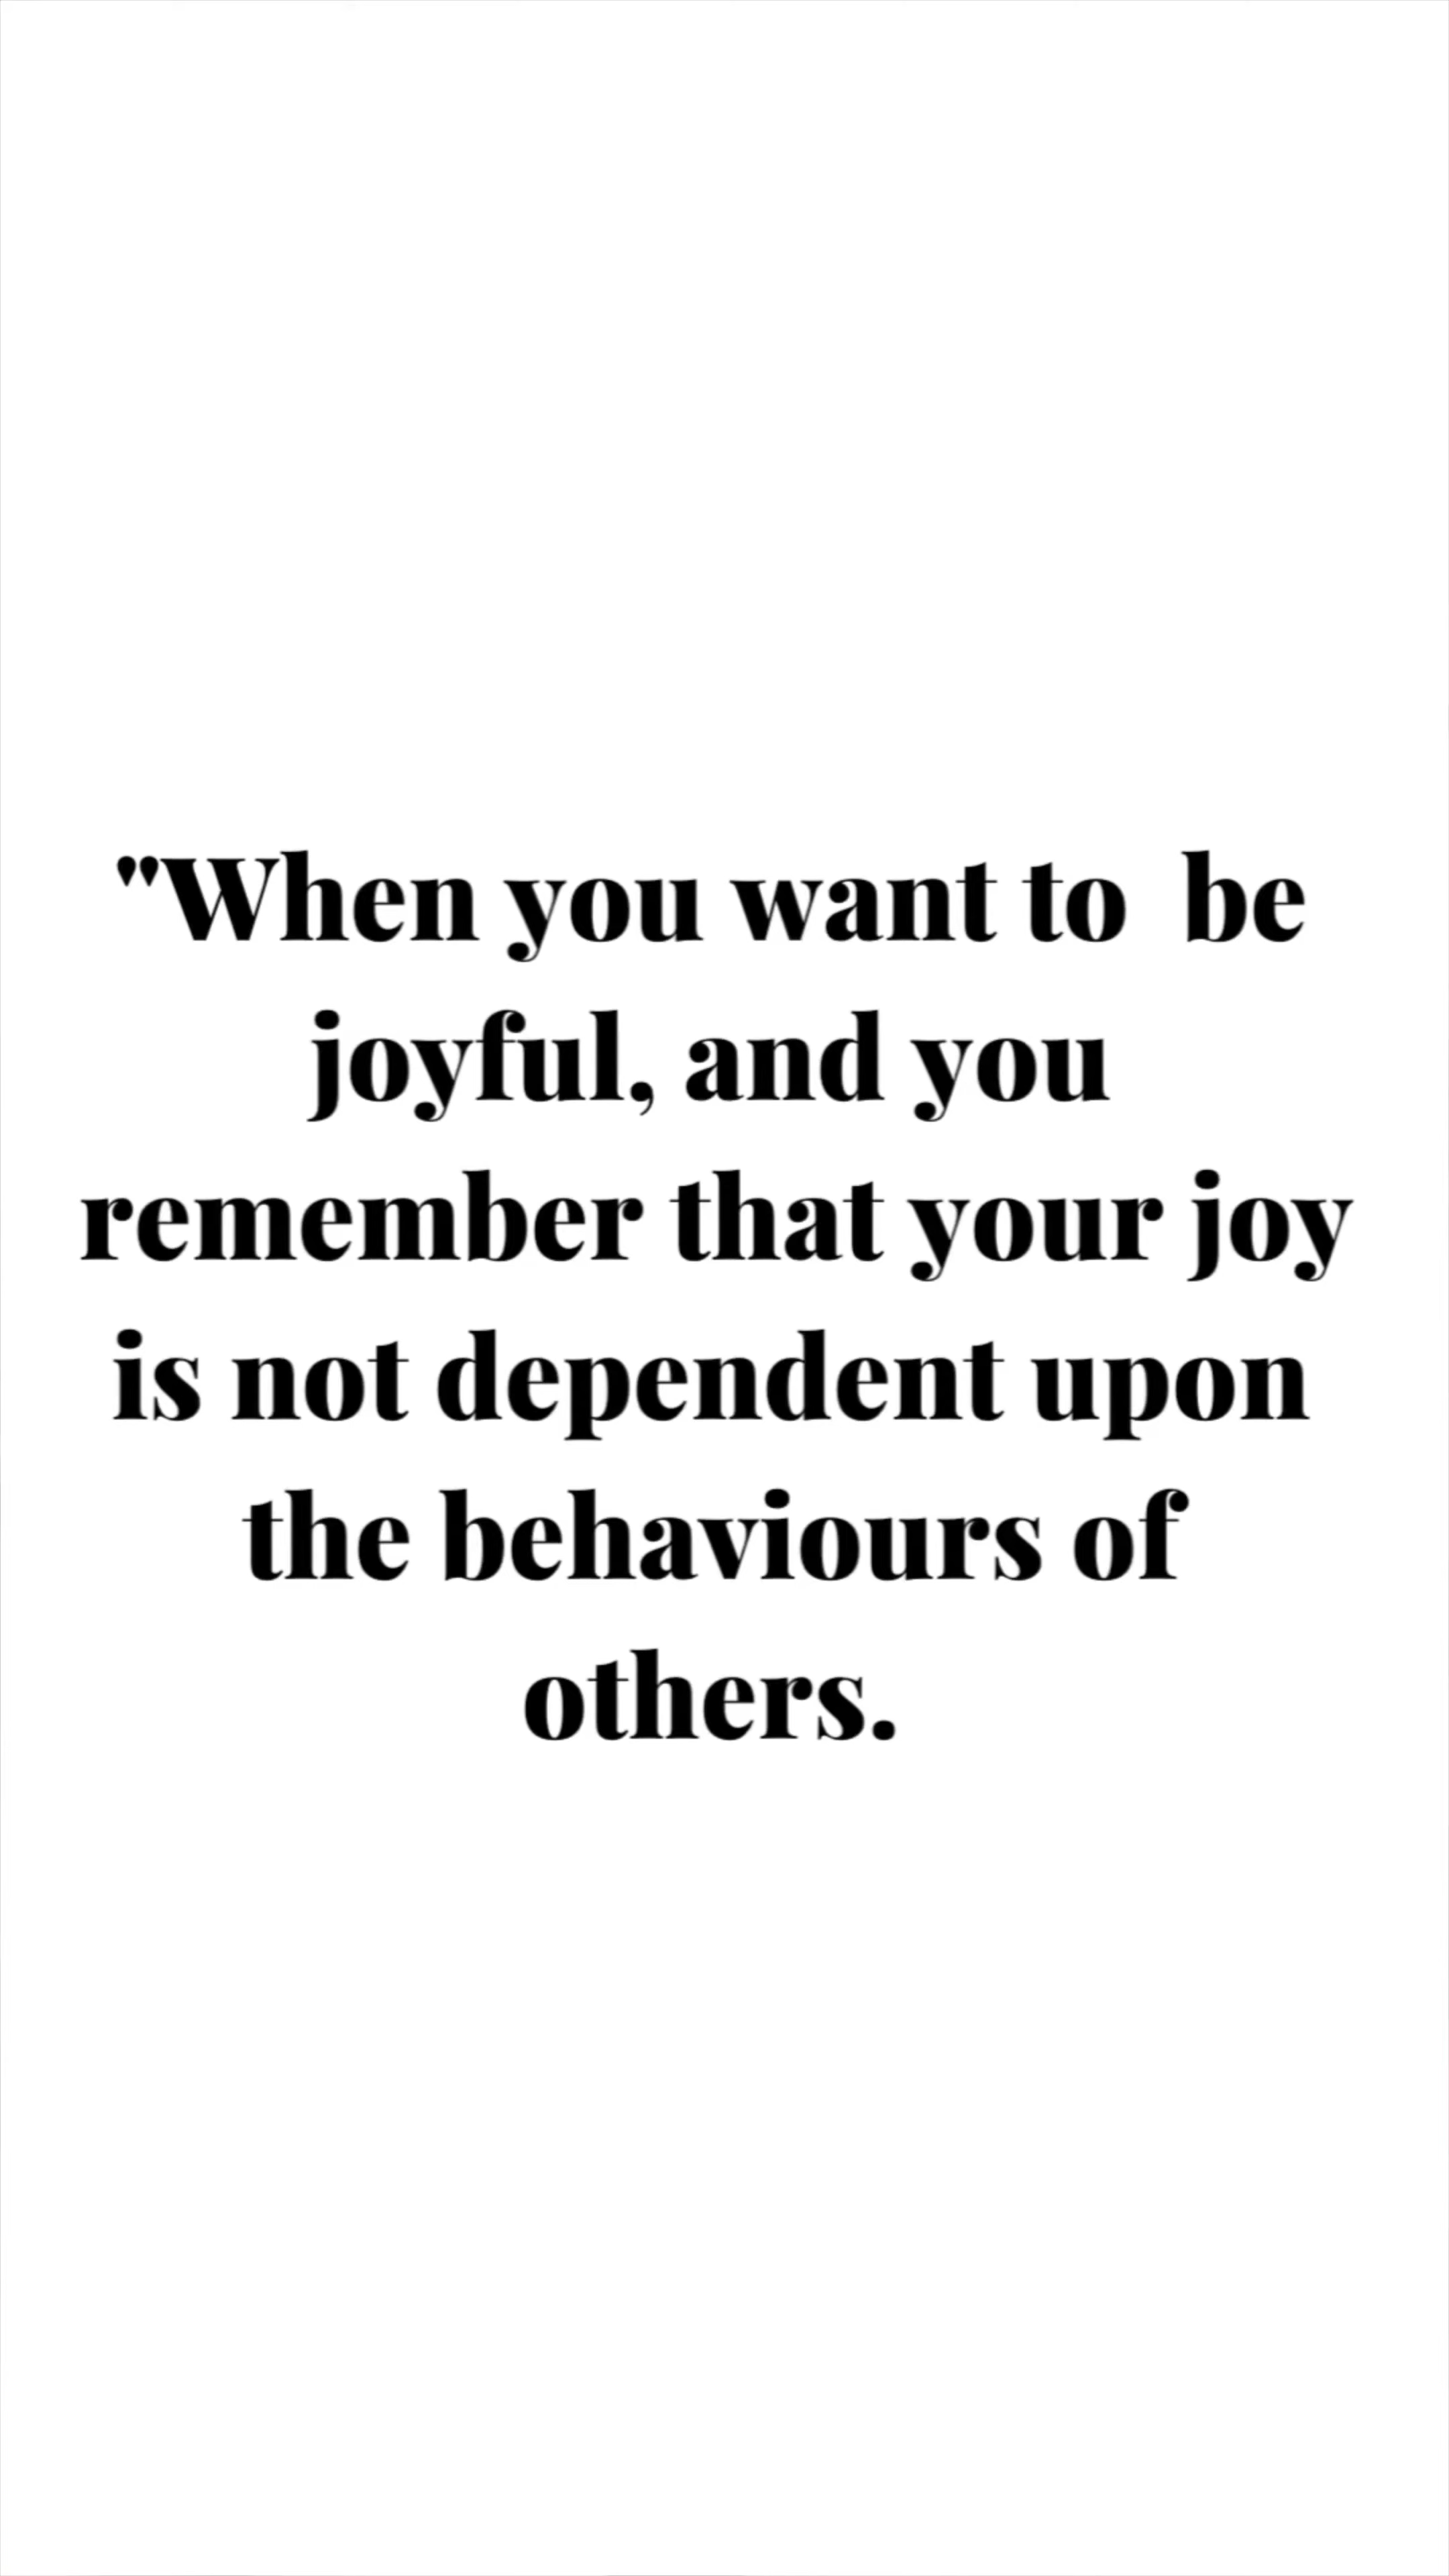 "When you want to  be
joyful, and you
remember that your joy
is not dependent upon
the behaviours of
others.